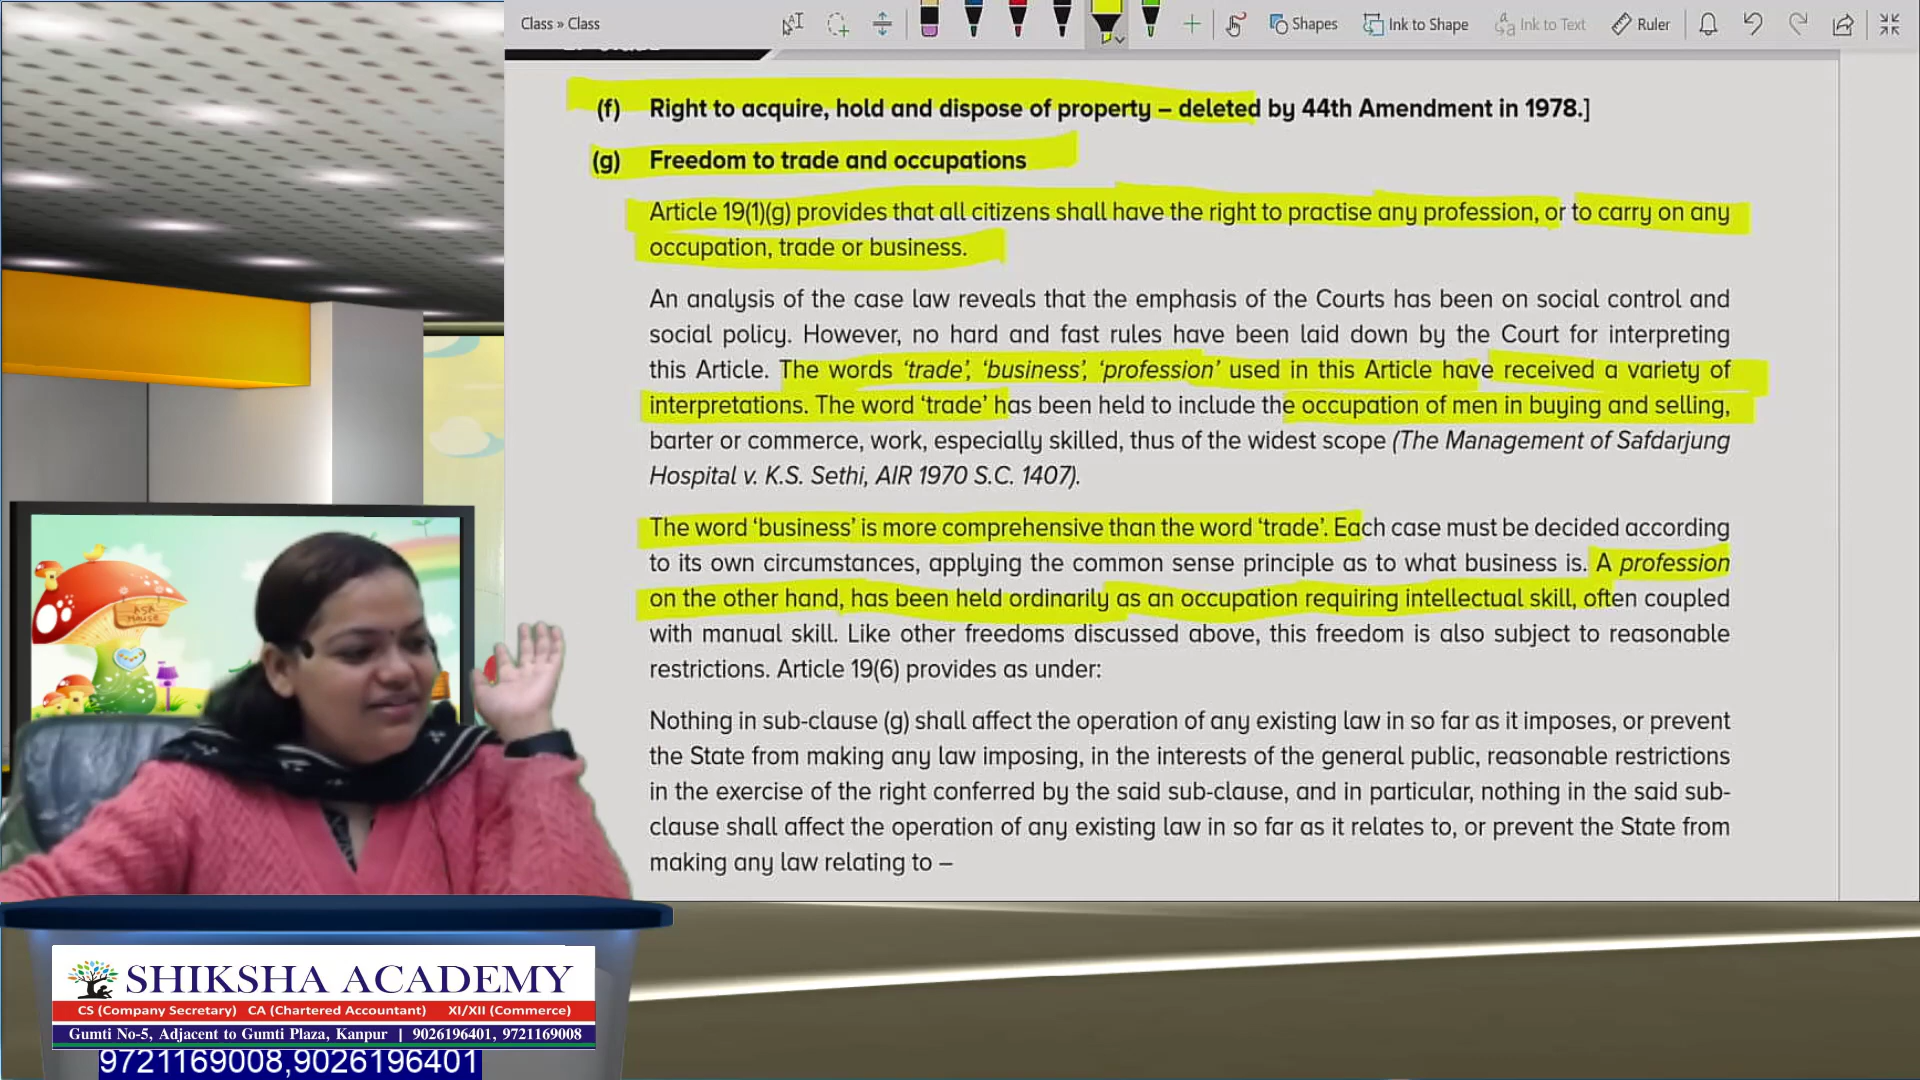 Class » Class
Shapes
Ink to Shape
Ink to Text
Ruler
(f) Right to acquire, hold and dispose of property – deleted by 44th Amendment in 1978.]
(g) Freedom to trade and occupations
Article 19(1)(g) provides that all citizens shall have the right to practise any profession, or to carry on any
occupation, trade or business.
An analysis of the case law reveals that the emphasis of the Courts has been on social control and
social policy. However, no hard and fast rules have been laid down by the Court for interpreting
this Article. The words ‘trade’, ‘business’, ‘profession’ used in this Article have received a variety of
interpretations. The word ‘trade’ has been held to include the occupation of men in buying and selling,
barter or commerce, work, especially skilled, thus of the widest scope (The Management of Safdarjung
Hospital v. K.S. Sethi, AIR 1970 S.C. 1407).
The word ‘business’ is more comprehensive than the word ‘trade’. Each case must be decided according
to its own circumstances, applying the common sense principle as to what business is. A profession
on the other hand, has been held ordinarily as an occupation requiring intellectual skill, often coupled
with manual skill. Like other freedoms discussed above, this freedom is also subject to reasonable
restrictions. Article 19(6) provides as under:
Nothing in sub-clause (g) shall affect the operation of any existing law in so far as it imposes, or prevent
the State from making any law imposing, in the interests of the general public, reasonable restrictions
in the exercise of the right conferred by the said sub-clause, and in particular, nothing in the said sub-
clause shall affect the operation of any existing law in so far as it relates to, or prevent the State from
making any law relating to –
SHIKSHA ACADEMY
CS (Company Secretary) CA (Chartered Accountant) XI/XII (Commerce)
Gumti No-5, Adjacent to Gumti Plaza, Kanpur | 9026196401, 9721169008
9721169008,9026196401